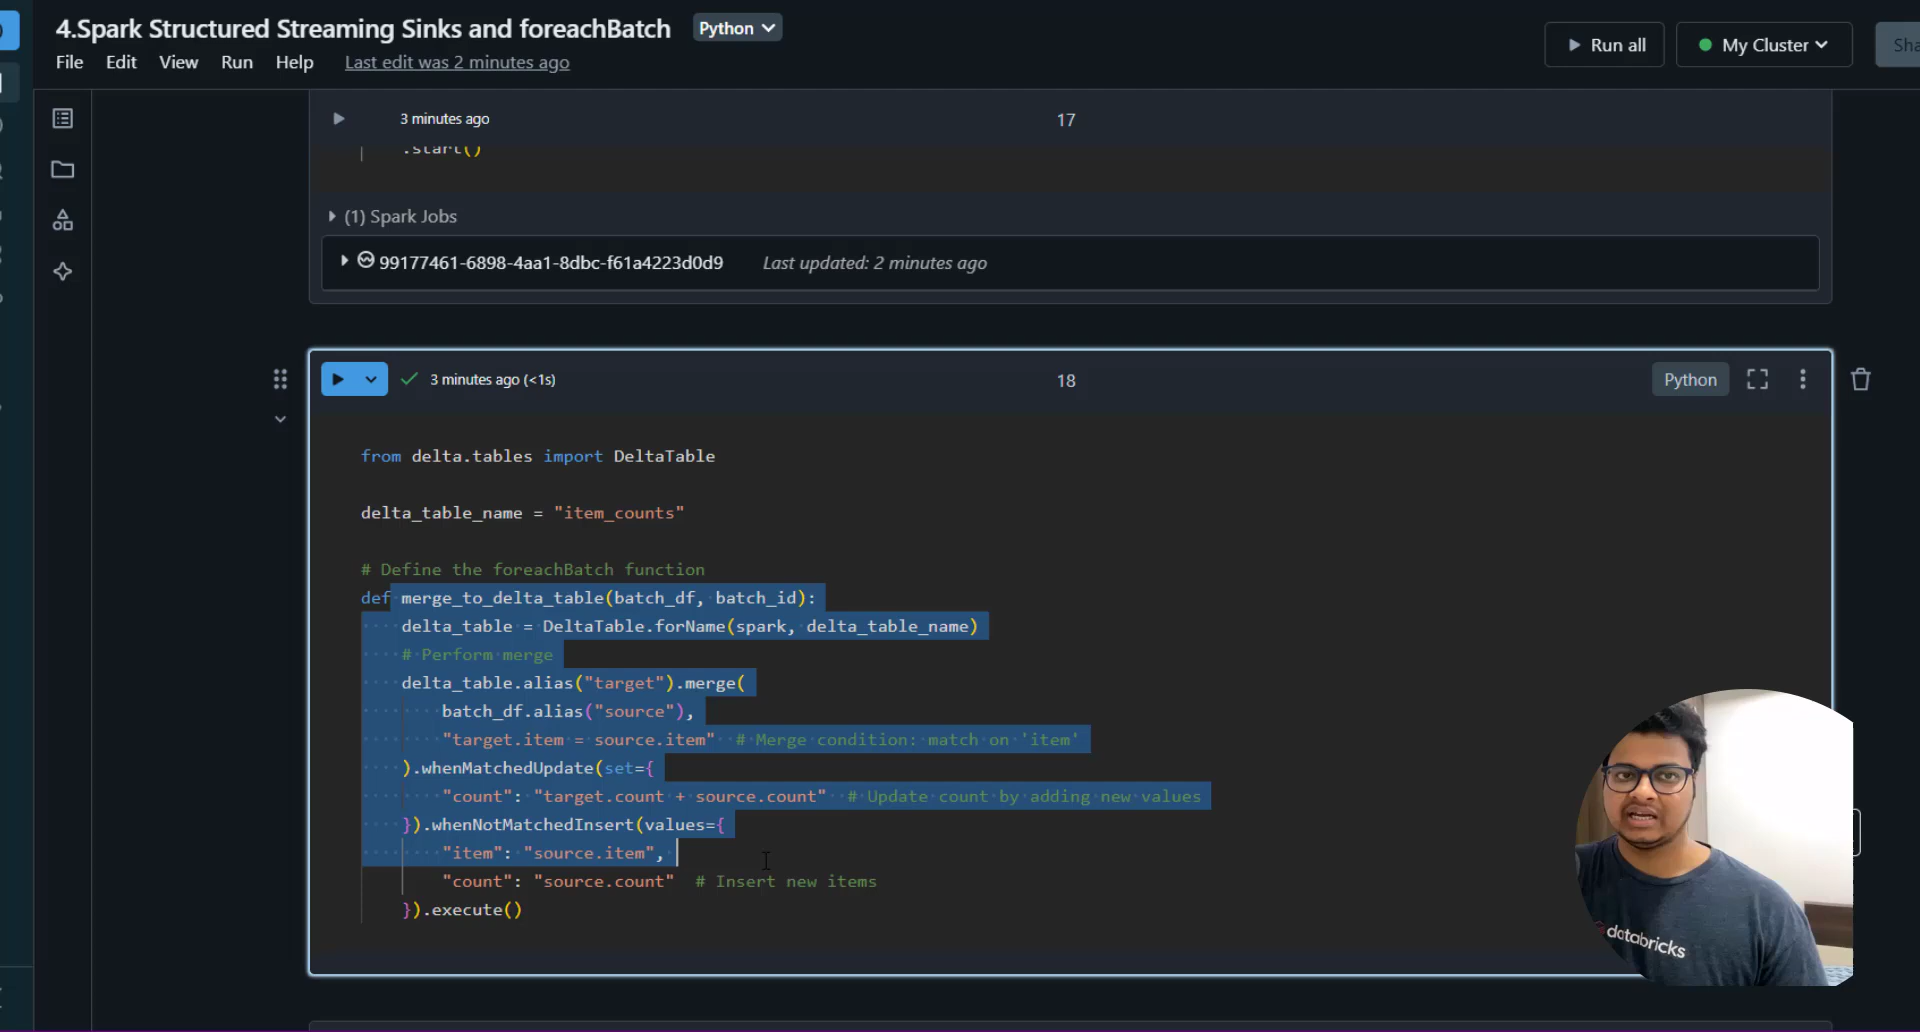 4.Spark Structured Streaming Sinks and foreachBatch
Python
Run all
My Cluster
File Edit View Run Help
Last edit was 2 minutes ago
3 minutes ago
17
.start()
(1) Spark Jobs
99177461-6898-4aa1-8dbc-f61a4223d0d9 Last updated: 2 minutes ago
3 minutes ago (<1s)
18
Python
from delta.tables import DeltaTable
delta_table_name = "item_counts"
# Define the foreachBatch function
def merge_to_delta_table(batch_df, batch_id):
delta_table = DeltaTable.forName(spark, delta_table_name)
# Perform merge
delta_table.alias("target").merge(
batch_df.alias("source"),
"target.item = source.item" # Merge condition: match on 'item'
).whenMatchedUpdate(set={
"count": "target.count + source.count" # Update count by adding new values
}).whenNotMatchedInsert(values={
"item": "source.item",
"count": "source.count" # Insert new items
}).execute()
databricks